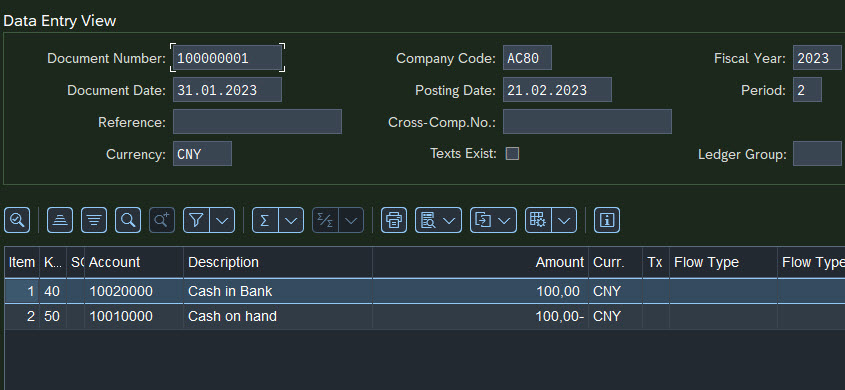 Data Entry View
Document Number: 100000001 Company Code: AC80 Fiscal Year: 2023
Document Date: 31.01.2023 Posting Date: 21.02.2023 Period: 2
Reference: Cross-Comp.No.:
Currency: CNY Texts Exist: Ledger Group:
Item K... SG Account Description Amount Curr. Tx Flow Type Flow Type
1 40 10020000 Cash in Bank 100,00 CNY
2 50 10010000 Cash on hand 100,00- CNY